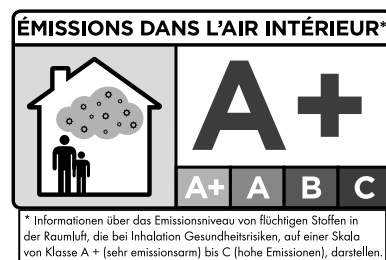 ÉMISSIONS DANS L'AIR INTÉRIEUR*
A+
A+ A B C
* Informationen über das Emissionsniveau von flüchtigen Stoffen in
der Raumluft, die bei Inhalation Gesundheitsrisiken, auf einer Skala
von Klasse A + (sehr emissionsarm) bis C (hohe Emissionen), darstellen.